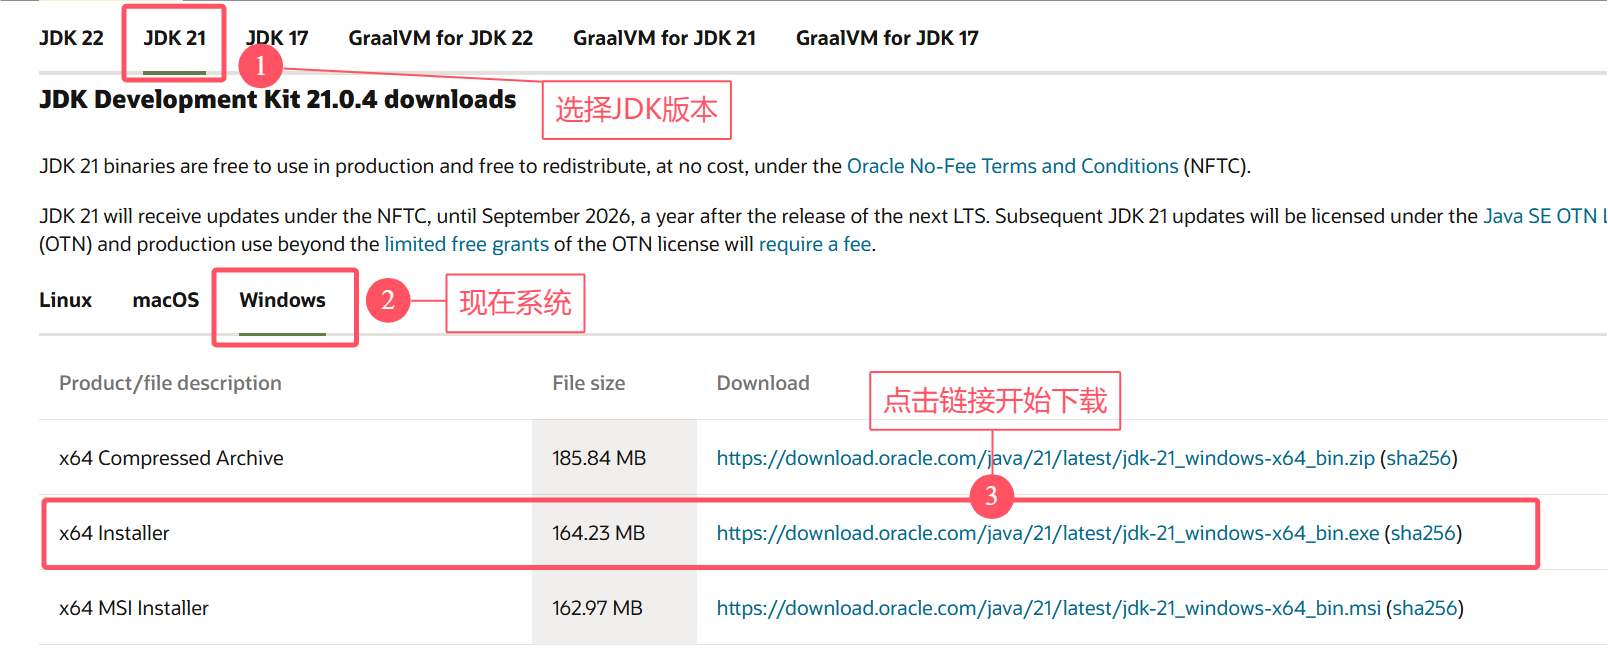 JDK 22 JDK 21 JDK 17 GraalVM for JDK 22 GraalVM for JDK 21 GraalVM for JDK 17
1
JDK Development Kit 21.0.4 downloads
选择JDK版本
JDK 21 binaries are free to use in production and free to redistribute, at no cost, under the Oracle No-Fee Terms and Conditions (NFTC).
JDK 21 will receive updates under the NFTC, until September 2026, a year after the release of the next LTS. Subsequent JDK 21 updates will be licensed under the Java SE OTN L
(OTN) and production use beyond the limited free grants of the OTN license will require a fee.
Linux macOS Windows 2 现在系统
Product/file description File size Download
点击链接开始下载
x64 Compressed Archive 185.84 MB https://download.oracle.com/java/21/latest/jdk-21_windows-x64_bin.zip (sha256)
3
x64 Installer 164.23 MB https://download.oracle.com/java/21/latest/jdk-21_windows-x64_bin.exe (sha256)
x64 MSI Installer 162.97 MB https://download.oracle.com/java/21/latest/jdk-21_windows-x64_bin.msi (sha256)